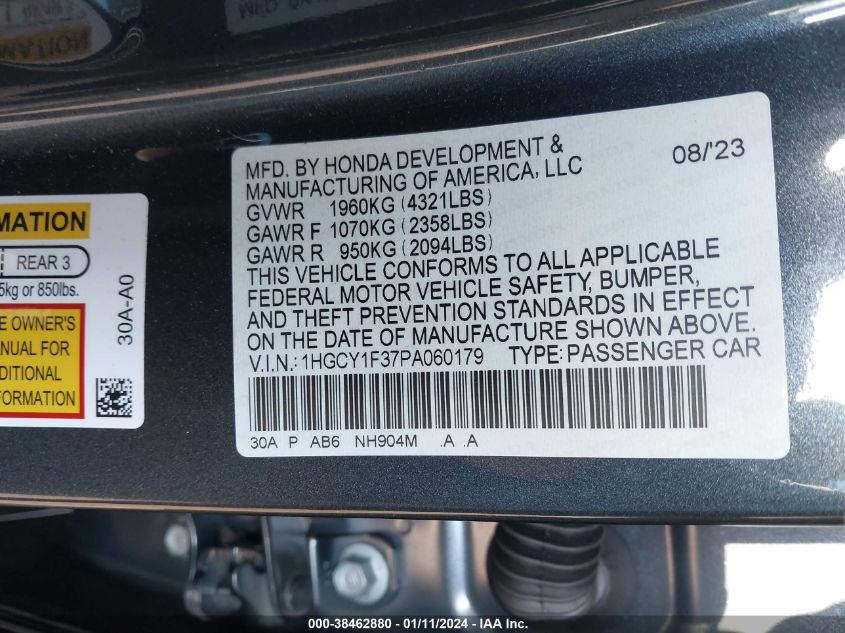 MFD. BY HONDA DEVELOPMENT &
MANUFACTURING OF AMERICA, LLC
08/'23
GVWR 1960KG (4321LBS)
GAWR F 1070KG (2358LBS)
GAWR R 950KG (2094LBS)
THIS VEHICLE CONFORMS TO ALL APPLICABLE
FEDERAL MOTOR VEHICLE SAFETY, BUMPER,
AND THEFT PREVENTION STANDARDS IN EFFECT
ON THE DATE OF MANUFACTURE SHOWN ABOVE.
V.I.N.: 1HGCY1F37PA060179 TYPE: PASSENGER CAR
30A P AB6 NH904M .A .A
MATION
REAR 3
5kg or 850lbs.
E OWNER'S
NUAL FOR
DITIONAL
FORMATION
30A-A0
000-38462880 - 01/11/2024 - IAA Inc.